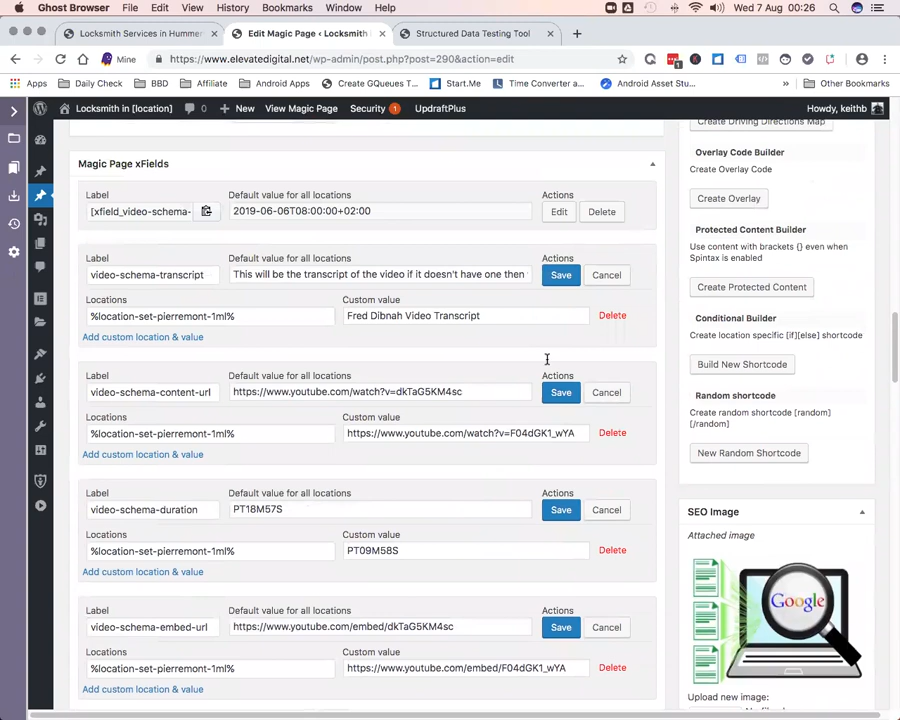 Ghost Browser File Edit View History Bookmarks Window Help Wed 7 Aug 00:26
Locksmith Services in Hummer
Edit Magic Page ‹ Locksmith
Structured Data Testing Tool
Mine
https://www.elevatedigital.net/wp-admin/post.php?post=290&action=edit
Apps Daily Check BBD Affiliate Elevated Apps Create GQueues T... Start.Me Time Converter a... Android Asset Stu... Other Bookmarks
Locksmith in [location] 0 New View Magic Page Security 1 UpdraftPlus Howdy, keithb
Magic Page xFields
Label Default value for all locations Actions
[xfield_video-schema- 2019-06-06T08:00:00+02:00 Edit Delete
Label Default value for all locations Actions
video-schema-transcript This will be the transcript of the video if it doesn't have one then Save Cancel
Locations Custom value
%location-set-pierremont-1ml% Fred Dibnah Video Transcript Delete
Add custom location & value
Label Default value for all locations Actions
video-schema-content-url https://www.youtube.com/watch?v=dkTaG5KM4sc Save Cancel
Locations Custom value
%location-set-pierremont-1ml% https://www.youtube.com/watch?v=F04dGK1_wYA Delete
Add custom location & value
Label Default value for all locations Actions
video-schema-duration PT18M57S Save Cancel
Locations Custom value
%location-set-pierremont-1ml% PT09M58S Delete
Add custom location & value
Label Default value for all locations Actions
video-schema-embed-url https://www.youtube.com/embed/dkTaG5KM4sc Save Cancel
Locations Custom value
%location-set-pierremont-1ml% https://www.youtube.com/embed/F04dGK1_wYA Delete
Add custom location & value
Create Driving Directions Map
Overlay Code Builder
Create Overlay Code
Create Overlay
Protected Content Builder
Use content with brackets {} even when
Spintax is enabled
Create Protected Content
Conditional Builder
Create location specific [if][else] shortcode
Build New Shortcode
Random shortcode
Create random shortcode [random]
[/random]
New Random Shortcode
SEO Image
Attached image
Google
Upload new image: